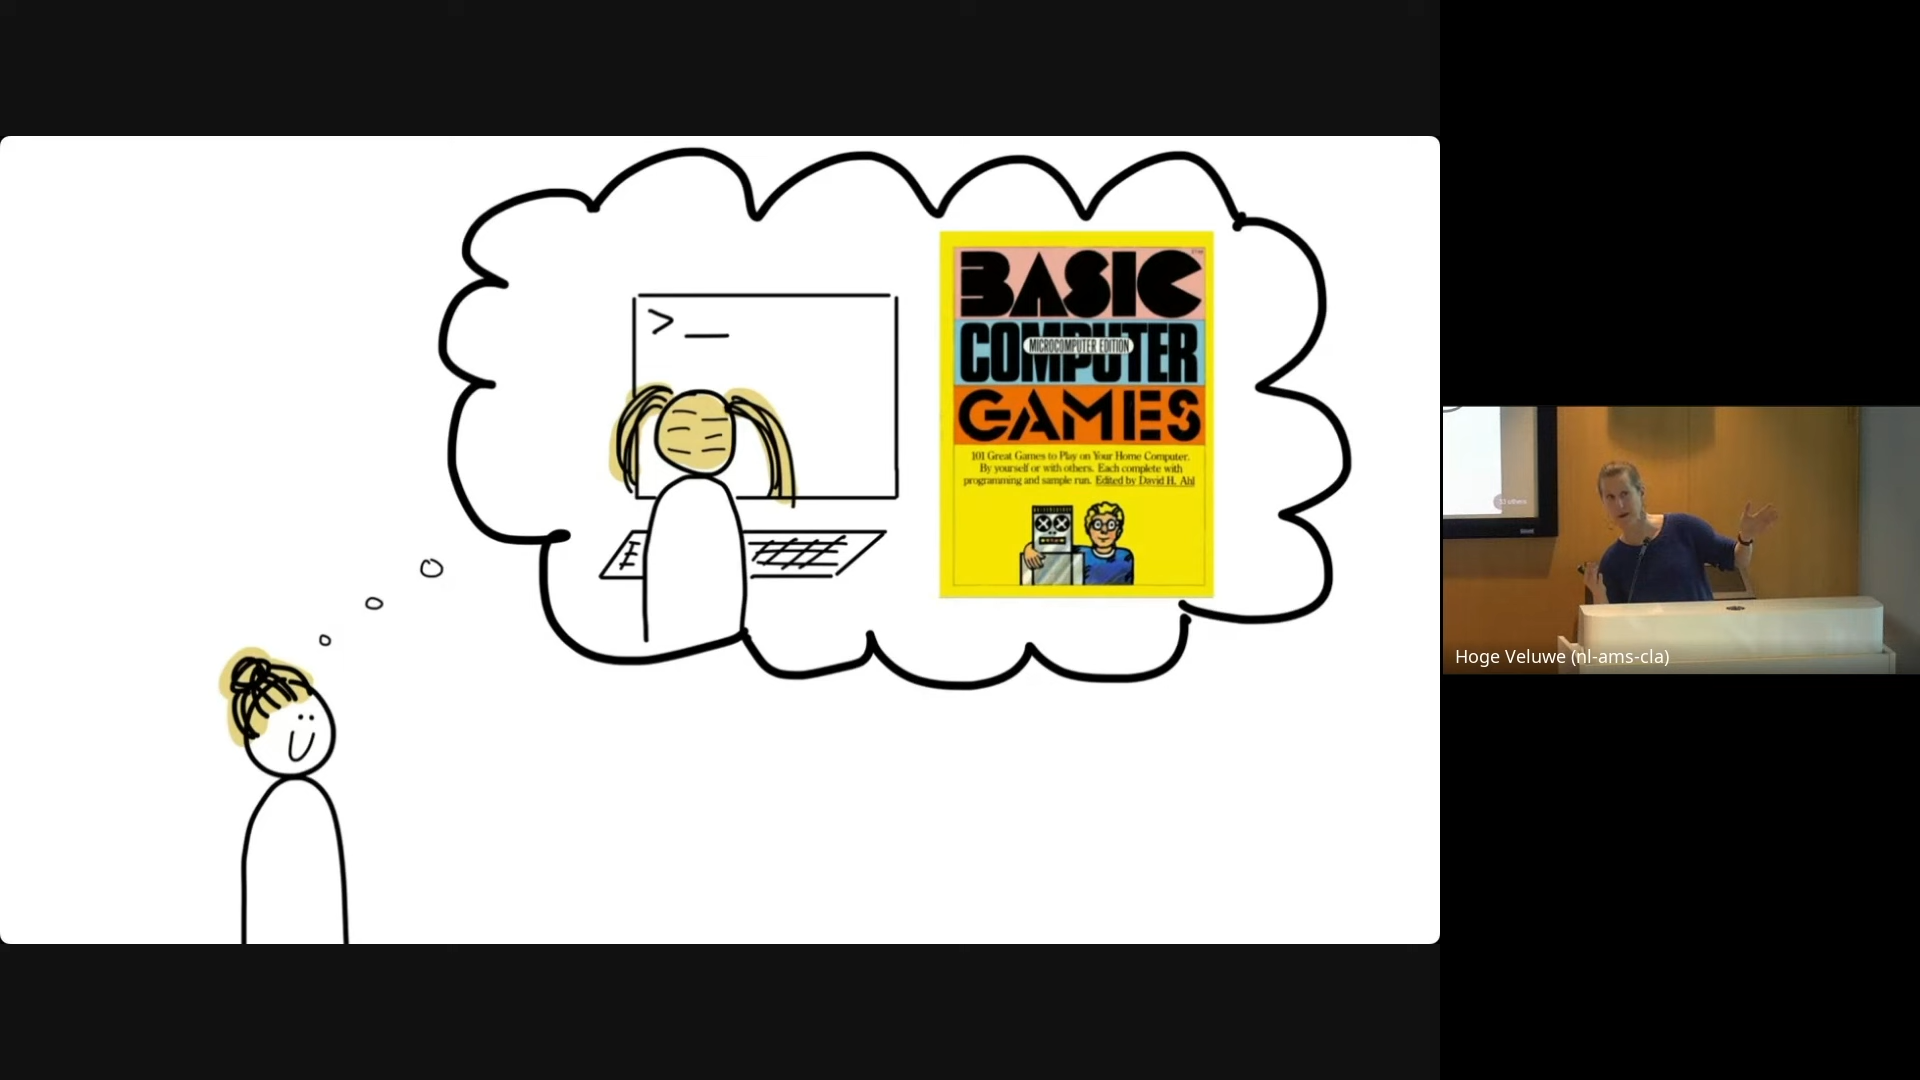 >_
BASIC
COMPUTER
MICROCOMPUTER EDITION
GAMES
101 Great Games to Play on Your Home Computer.
By yourself or with others. Each complete with
programming and sample run. Edited by David H. Ahl
Hoge Veluwe (nl-ams-cla)